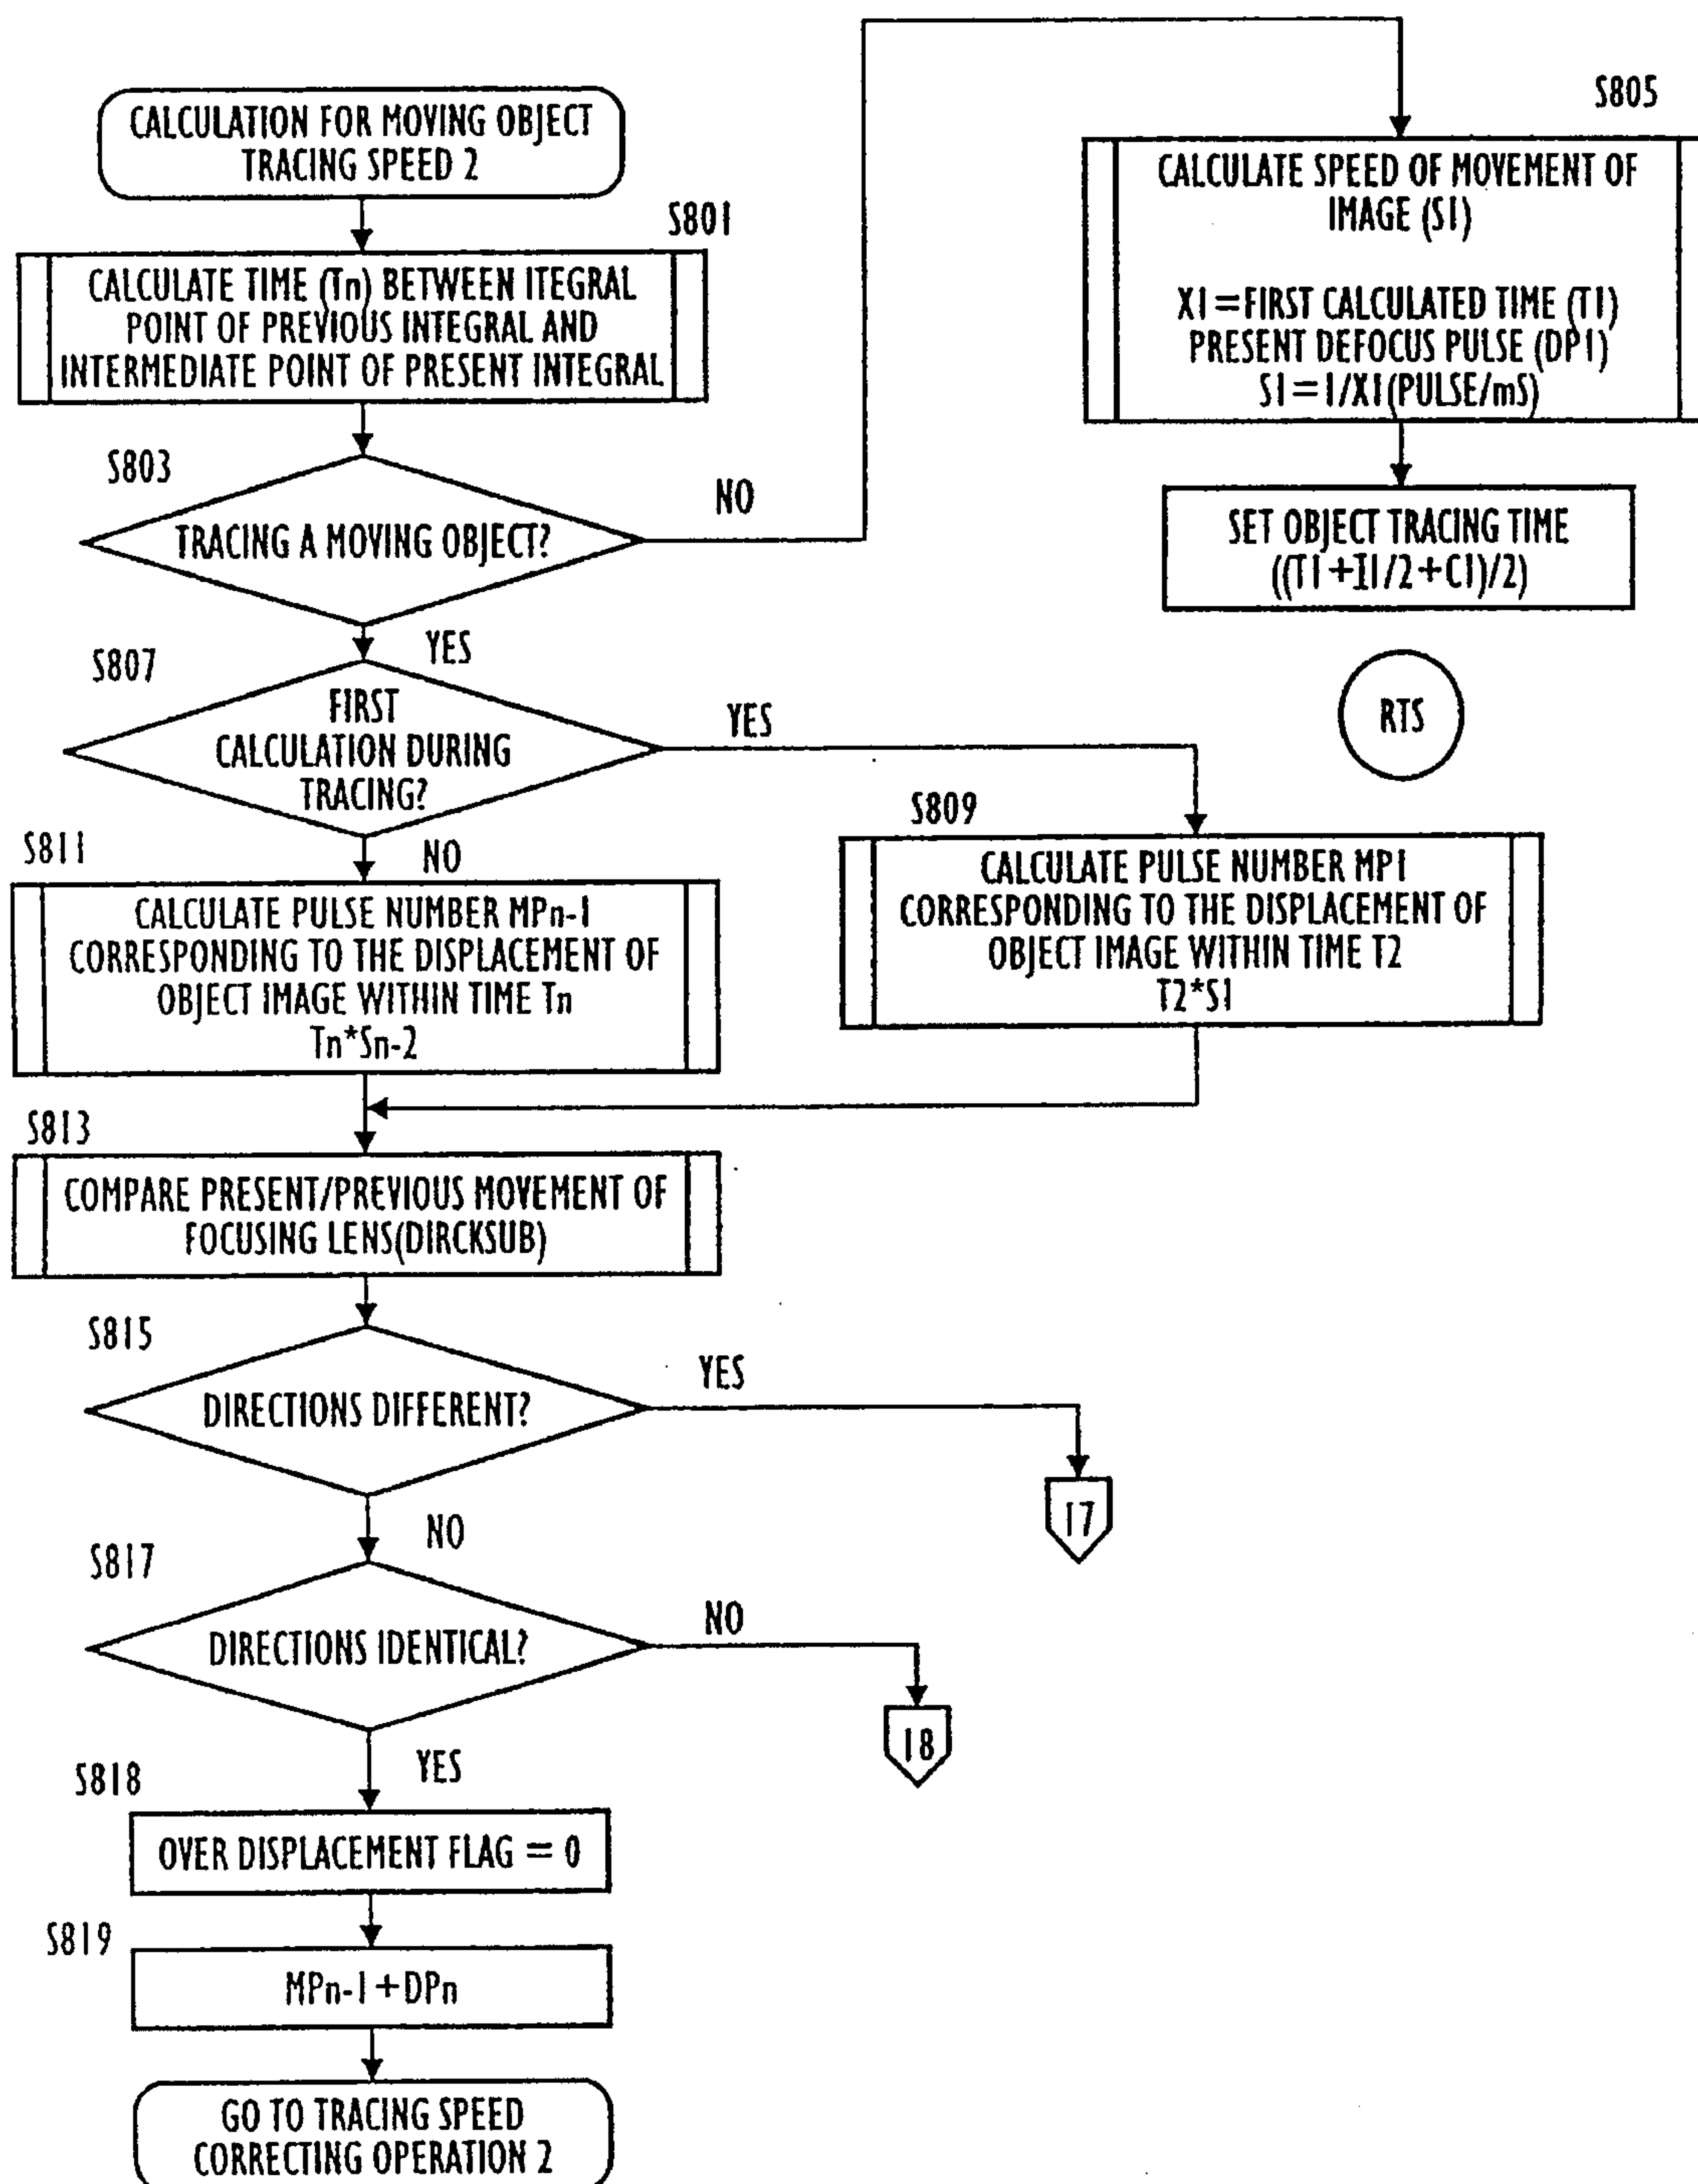 CALCULATION FOR MOVING OBJECT
TRACING SPEED 2
S801
CALCULATE TIME (Tn) BETWEEN ITEGRAL
POINT OF PREVIOUS INTEGRAL AND
INTERMEDIATE POINT OF PRESENT INTEGRAL
S803
TRACING A MOVING OBJECT?
NO
YES
S805
CALCULATE SPEED OF MOVEMENT OF
IMAGE (S1)
X1=FIRST CALCULATED TIME (T1)
PRESENT DEFOCUS PULSE (DP1)
S1=1/X1(PULSE/mS)
SET OBJECT TRACING TIME
((T1+I1/2+C1)/2)
RTS
S807
FIRST
CALCULATION DURING
TRACING?
YES
NO
S809
CALCULATE PULSE NUMBER MP1
CORRESPONDING TO THE DISPLACEMENT OF
OBJECT IMAGE WITHIN TIME T2
T2*S1
S811
CALCULATE PULSE NUMBER MPn-1
CORRESPONDING TO THE DISPLACEMENT OF
OBJECT IMAGE WITHIN TIME Tn
Tn*Sn-2
S813
COMPARE PRESENT/PREVIOUS MOVEMENT OF
FOCUSING LENS(DIRCKSUB)
S815
DIRECTIONS DIFFERENT?
YES
17
NO
S817
DIRECTIONS IDENTICAL?
NO
18
YES
S818
OVER DISPLACEMENT FLAG = 0
S819
MPn-1+DPn
GO TO TRACING SPEED
CORRECTING OPERATION 2